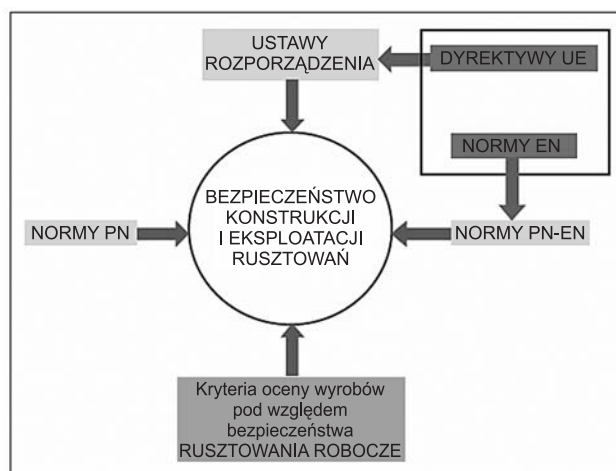 USTAWY
ROZPORZĄDZENIA
DYREKTYWY UE
NORMY EN
BEZPIECZEŃSTWO
KONSTRUKCJI
I EKSPLOATACJI
RUSZTOWAŃ
NORMY PN
NORMY PN-EN
Kryteria oceny wyrobów
pod względem
bezpieczeństwa
RUSZTOWANIA ROBOCZE